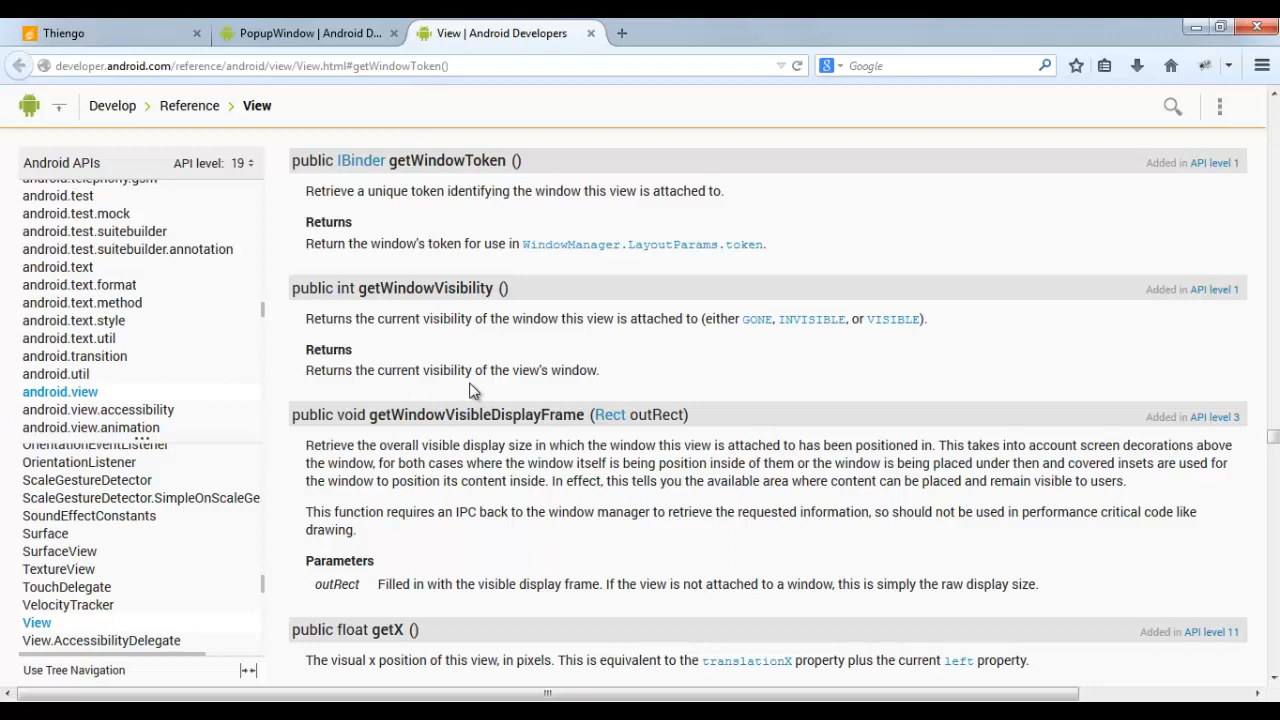 Thiengo
PopupWindow | Android D...
View | Android Developers
developer.android.com/reference/android/view/View.html#getWindowToken()
Google
Develop > Reference > View
Android APIs API level: 19
android.telephony.gsm
android.test
android.test.mock
android.test.suitebuilder
android.test.suitebuilder.annotation
android.text
android.text.format
android.text.method
android.text.style
android.text.util
android.transition
android.util
android.view
android.view.accessibility
android.view.animation
OrientationEventListener
OrientationListener
ScaleGestureDetector
ScaleGestureDetector.SimpleOnScaleGe
SoundEffectConstants
Surface
SurfaceView
TextureView
TouchDelegate
VelocityTracker
View
View.AccessibilityDelegate
Use Tree Navigation
public IBinder getWindowToken () Added in API level 1
Retrieve a unique token identifying the window this view is attached to.
Returns
Return the window's token for use in WindowManager.LayoutParams.token.
public int getWindowVisibility () Added in API level 1
Returns the current visibility of the window this view is attached to (either GONE, INVISIBLE, or VISIBLE).
Returns
Returns the current visibility of the view's window.
public void getWindowVisibleDisplayFrame (Rect outRect) Added in API level 3
Retrieve the overall visible display size in which the window this view is attached to has been positioned in. This takes into account screen decorations above
the window, for both cases where the window itself is being position inside of them or the window is being placed under then and covered insets are used for
the window to position its content inside. In effect, this tells you the available area where content can be placed and remain visible to users.
This function requires an IPC back to the window manager to retrieve the requested information, so should not be used in performance critical code like
drawing.
Parameters
outRect Filled in with the visible display frame. If the view is not attached to a window, this is simply the raw display size.
public float getX () Added in API level 11
The visual x position of this view, in pixels. This is equivalent to the translationX property plus the current left property.